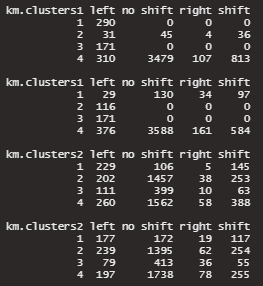 km.clusters1 left no shift right shift
1 290 0 0 0
2 31 45 4 36
3 171 0 0 0
4 310 3479 107 813
km.clusters1 left no shift right shift
1 29 130 34 97
2 116 0 0 0
3 171 0 0 0
4 376 3588 161 584
km.clusters2 left no shift right shift
1 229 106 5 145
2 202 1457 38 253
3 111 399 10 63
4 260 1562 58 388
km.clusters2 left no shift right shift
1 177 172 19 117
2 239 1395 62 254
3 79 413 36 55
4 197 1738 78 255